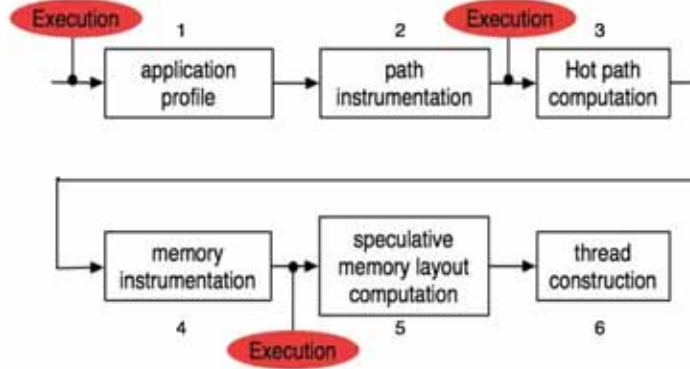 Execution
Execution
1
2
3
application
profile
path
instrumentation
Hot path
computation
memory
instrumentation
speculative
memory layout
computation
thread
construction
4
5
6
Execution